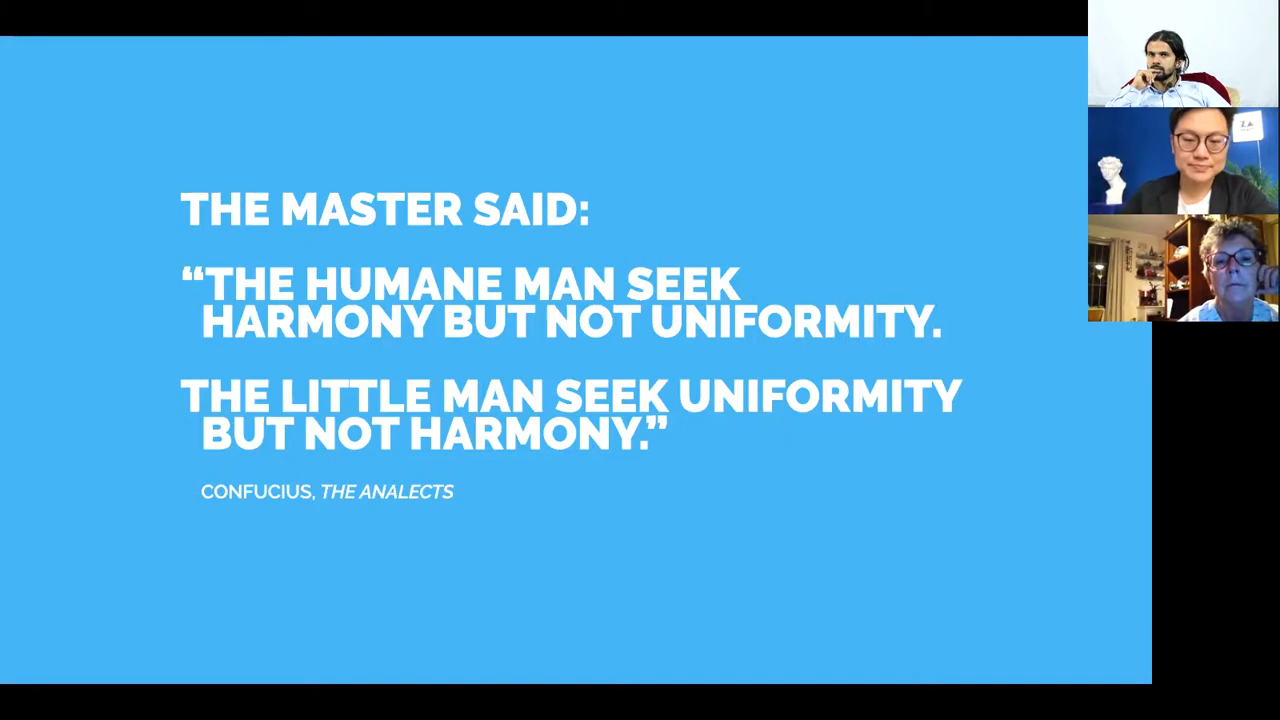 THE MASTER SAID:
“THE HUMANE MAN SEEK
HARMONY BUT NOT UNIFORMITY.
THE LITTLE MAN SEEK UNIFORMITY
BUT NOT HARMONY.”
CONFUCIUS, THE ANALECTS